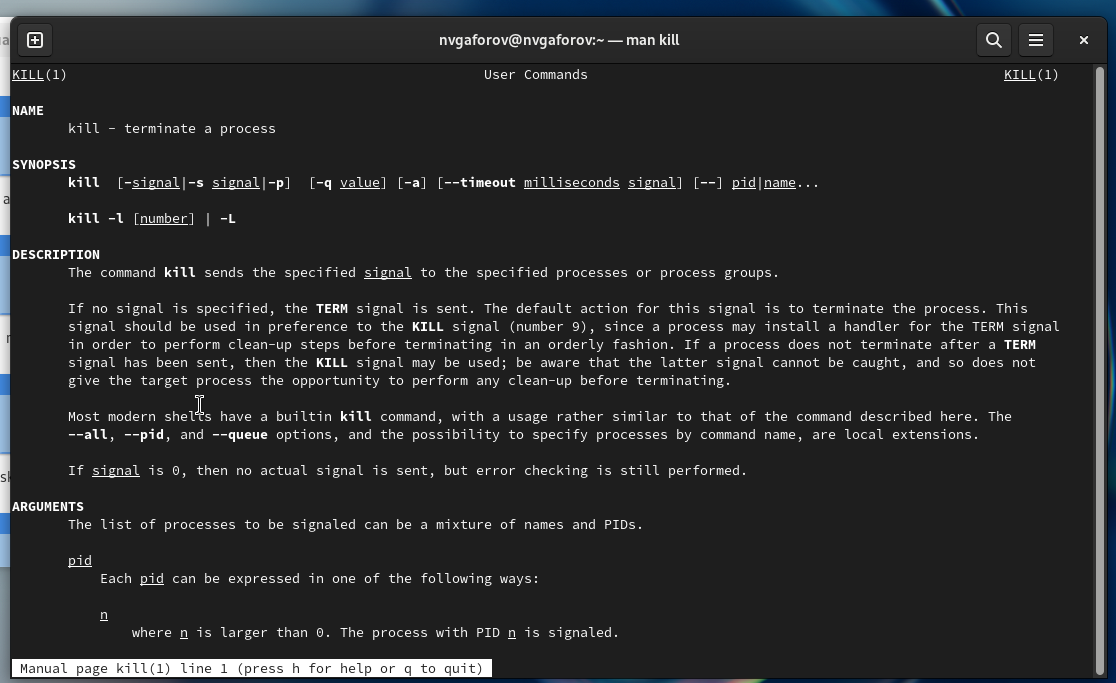 nvgaforov@nvgaforov:~ — man kill
KILL(1) User Commands KILL(1)
NAME
kill - terminate a process
SYNOPSIS
kill [-signal|-s signal|-p] [-q value] [-a] [--timeout milliseconds signal] [--] pid|name...
kill -l [number] | -L
DESCRIPTION
The command kill sends the specified signal to the specified processes or process groups.
If no signal is specified, the TERM signal is sent. The default action for this signal is to terminate the process. This
signal should be used in preference to the KILL signal (number 9), since a process may install a handler for the TERM signal
in order to perform clean-up steps before terminating in an orderly fashion. If a process does not terminate after a TERM
signal has been sent, then the KILL signal may be used; be aware that the latter signal cannot be caught, and so does not
give the target process the opportunity to perform any clean-up before terminating.
Most modern shells have a builtin kill command, with a usage rather similar to that of the command described here. The
--all, --pid, and --queue options, and the possibility to specify processes by command name, are local extensions.
If signal is 0, then no actual signal is sent, but error checking is still performed.
ARGUMENTS
The list of processes to be signaled can be a mixture of names and PIDs.
pid
Each pid can be expressed in one of the following ways:
n
where n is larger than 0. The process with PID n is signaled.
Manual page kill(1) line 1 (press h for help or q to quit)